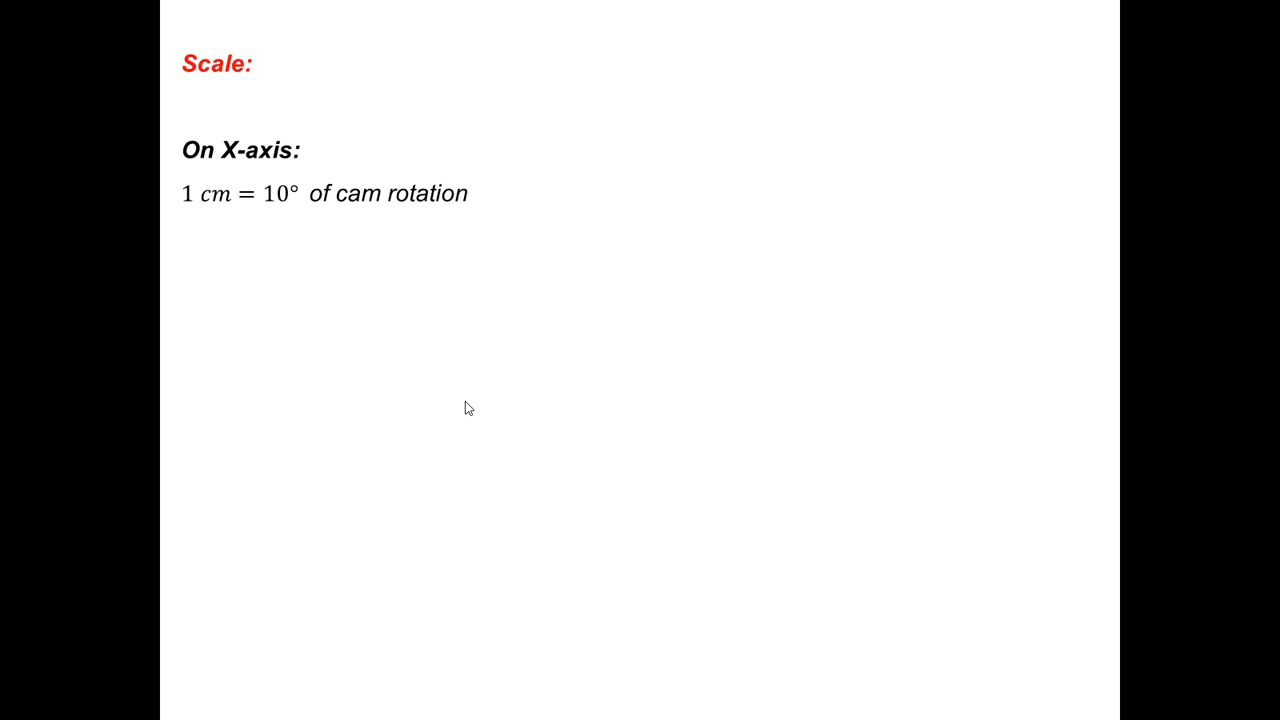 Scale:
On X-axis:
1 cm = 10° of cam rotation